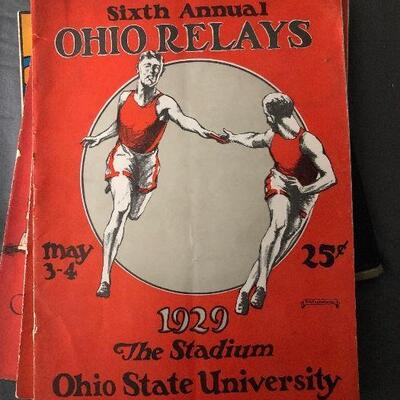 Sixth Annual
OHIO RELAYS
May
3-4
25¢
1929
The Stadium
Ohio State University